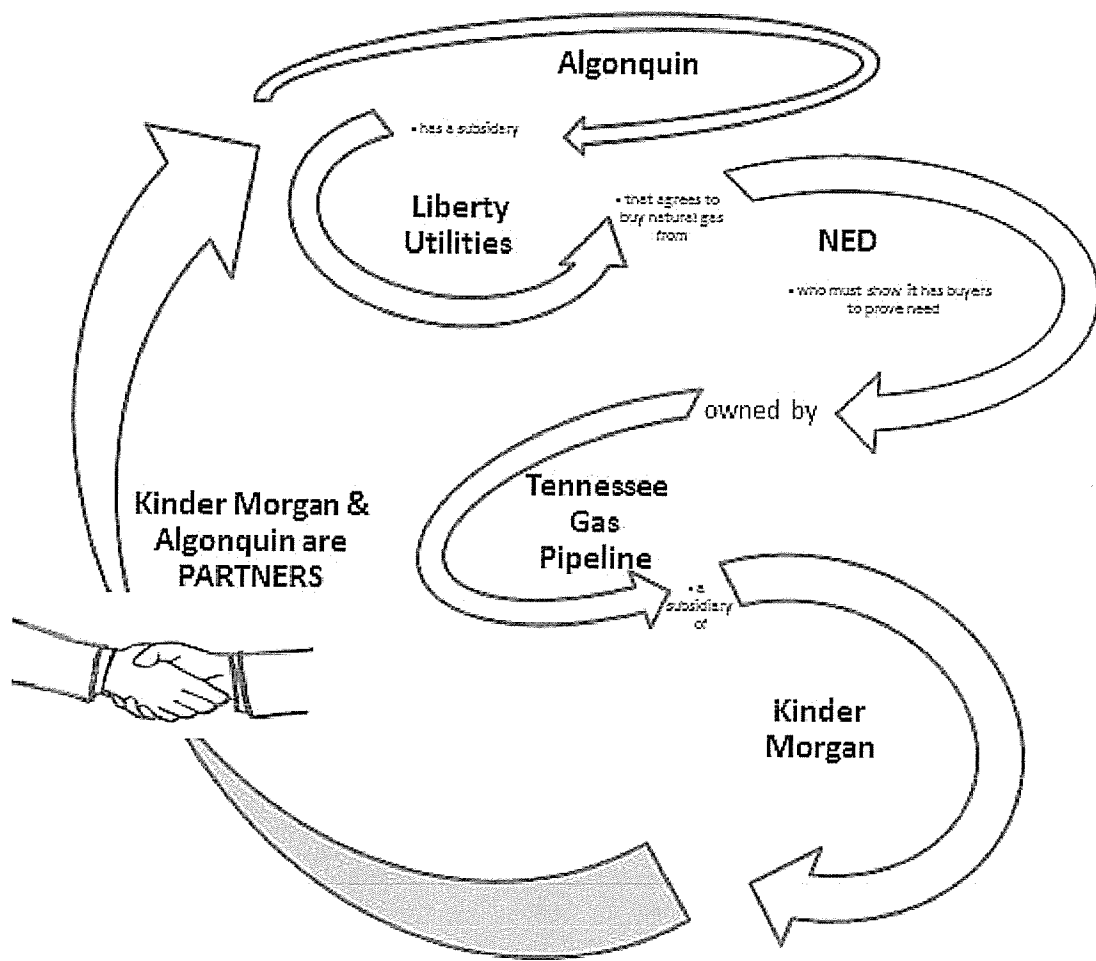 Algonquin
• has a subsidary
Liberty
Utilities
• that agrees to
buy natural gas
from
NED
• who must show it has buyers
to prove need
owned by
Tennessee
Gas
Pipeline
• a
subsidiary
of
Kinder
Morgan
Kinder Morgan &
Algonquin are
PARTNERS